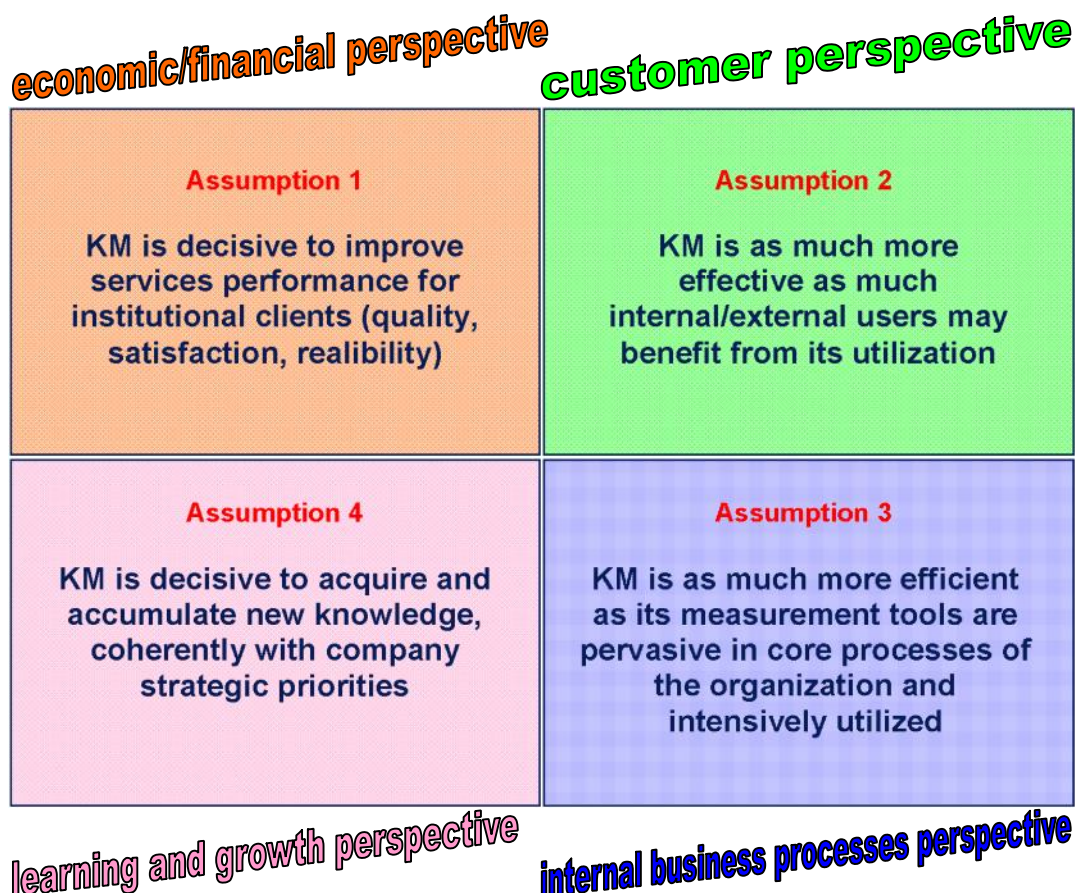 economic/financial perspective
customer perspective
Assumption 1
KM is decisive to improve
services performance for
institutional clients (quality,
satisfaction, realibility)
Assumption 2
KM is as much more
effective as much
internal/external users may
benefit from its utilization
Assumption 4
KM is decisive to acquire and
accumulate new knowledge,
coherently with company
strategic priorities
Assumption 3
KM is as much more efficient
as its measurement tools are
pervasive in core processes of
the organization and
intensively utilized
learning and growth perspective
internal business processes perspective